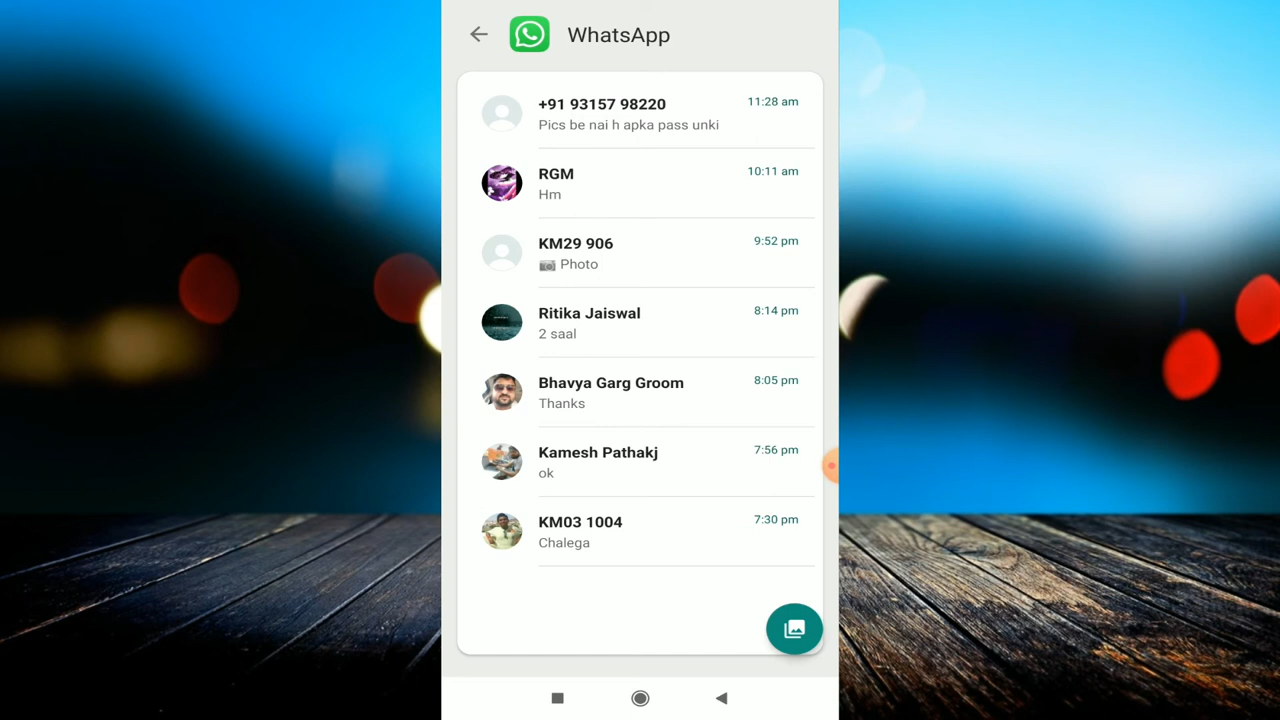 WhatsApp
+91 93157 98220
11:28 am
Pics be nai h apka pass unki
RGM
10:11 am
Hm
KM29 906
9:52 pm
Photo
Ritika Jaiswal
8:14 pm
2 saal
Bhavya Garg Groom
8:05 pm
Thanks
Kamesh Pathakj
7:56 pm
ok
KM03 1004
7:30 pm
Chalega